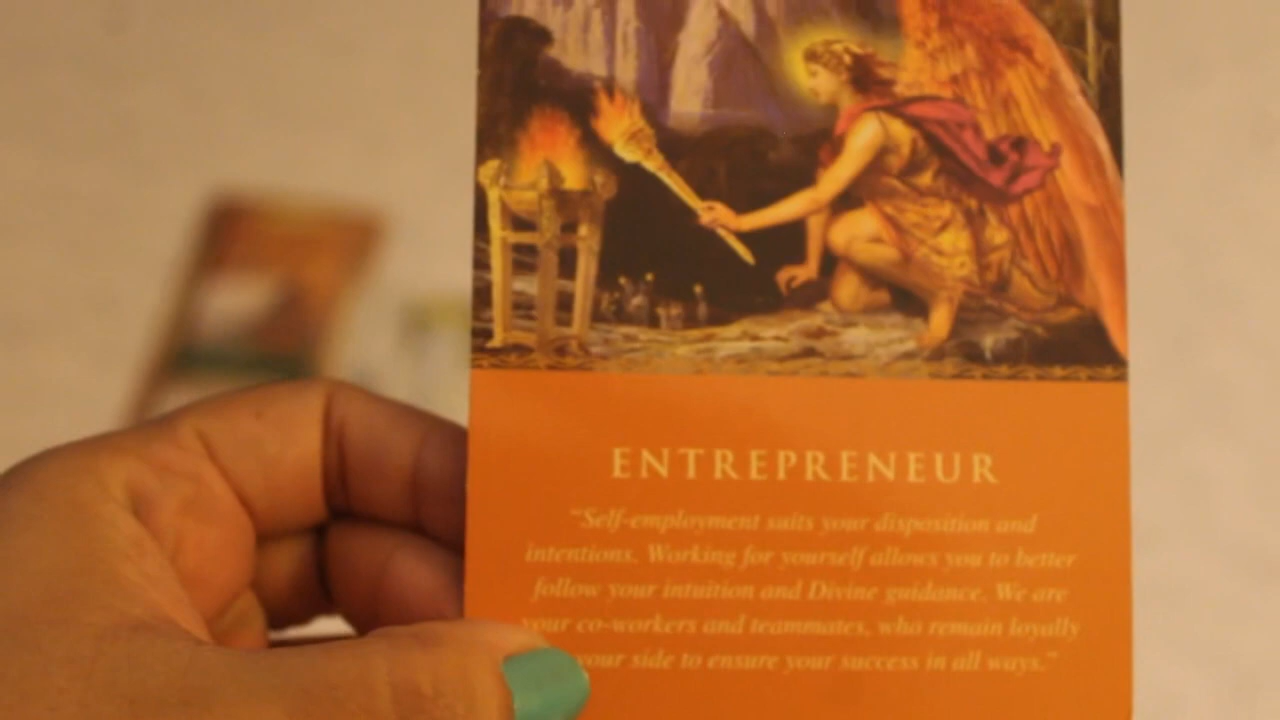 ENTREPRENEUR
"Self-employment suits your disposition and
intentions. Working for yourself allows you to better
follow your intuition and Divine guidance. We are
your co-workers and teammates, who remain loyally
your side to ensure your success in all ways."